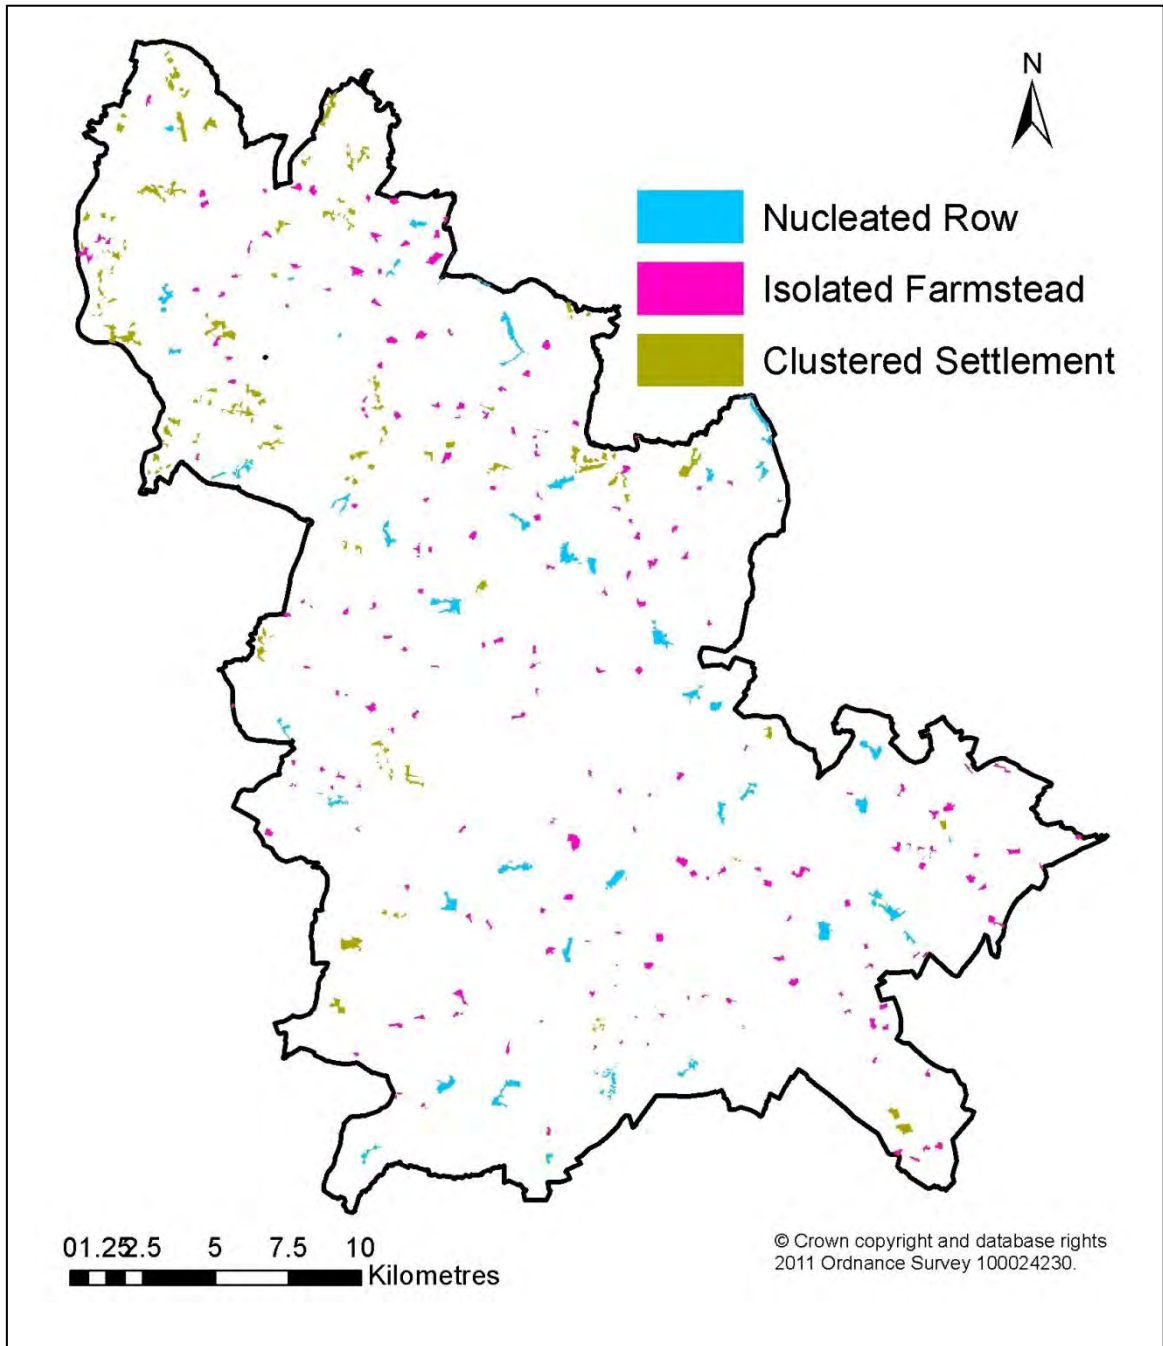 N
Nucleated Row
Isolated Farmstead
Clustered Settlement
01.252.5 5 7.5 10
Kilometres
© Crown copyright and database rights
2011 Ordnance Survey 100024230.